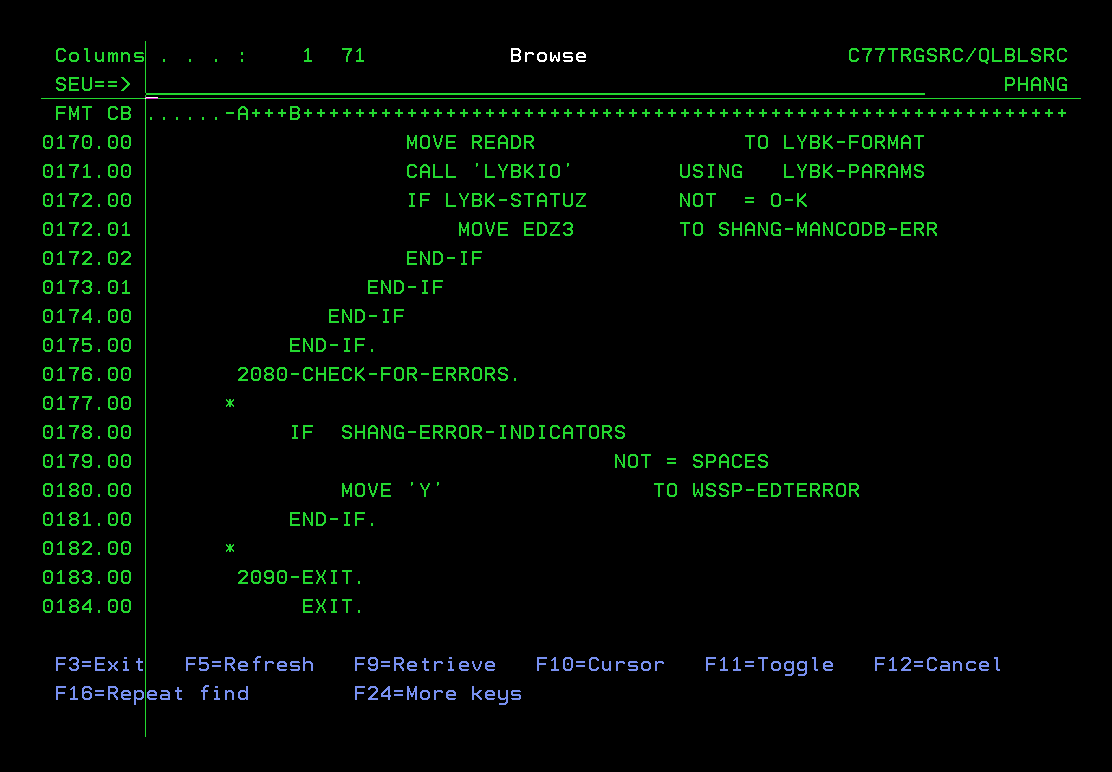 Columns . . . :    1  71           Browse                    C77TRGSRC/QLBLSRC
SEU==>                                                                   PHANG
FMT CB ......-A+++B+++++++++++++++++++++++++++++++++++++++++++++++++++++++++++
0170.00                     MOVE READR                TO LYBK-FORMAT
0171.00                     CALL 'LYBKIO'        USING   LYBK-PARAMS
0172.00                     IF LYBK-STATUZ       NOT  = O-K
0172.01                         MOVE EDZ3        TO SHANG-MANCODB-ERR
0172.02                     END-IF
0173.01                  END-IF
0174.00               END-IF
0175.00            END-IF.
0176.00        2080-CHECK-FOR-ERRORS.
0177.00       *
0178.00            IF  SHANG-ERROR-INDICATORS
0179.00                                     NOT = SPACES
0180.00                MOVE 'Y'                TO WSSP-EDTERROR
0181.00            END-IF.
0182.00       *
0183.00        2090-EXIT.
0184.00             EXIT.
F3=Exit   F5=Refresh   F9=Retrieve   F10=Cursor   F11=Toggle   F12=Cancel
F16=Repeat find        F24=More keys